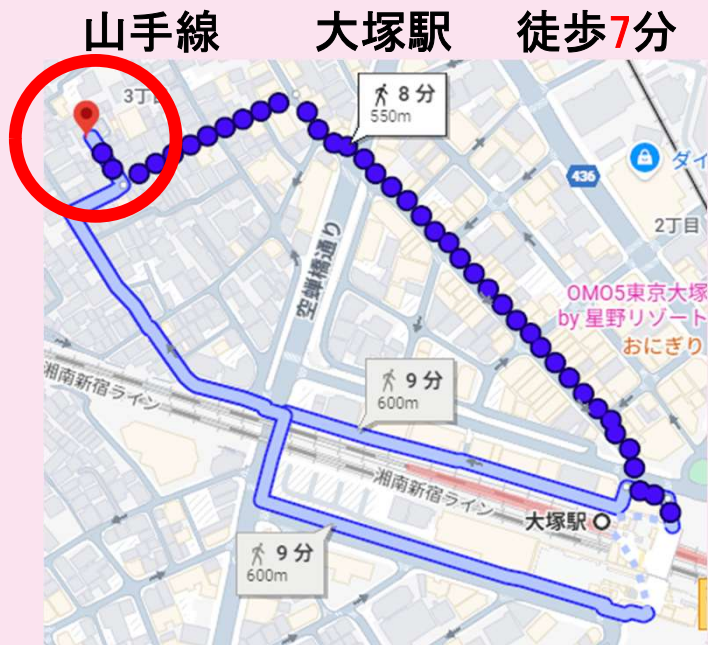 山手線 大塚駅 徒歩7分
3丁目
8 分
550m
436
ダイ
2丁目
空蝉橋通り
OMO5東京大塚
by 星野リゾート
おにぎり
9 分
600m
湘南新宿ライン
湘南新宿ライン
大塚駅
9 分
600m